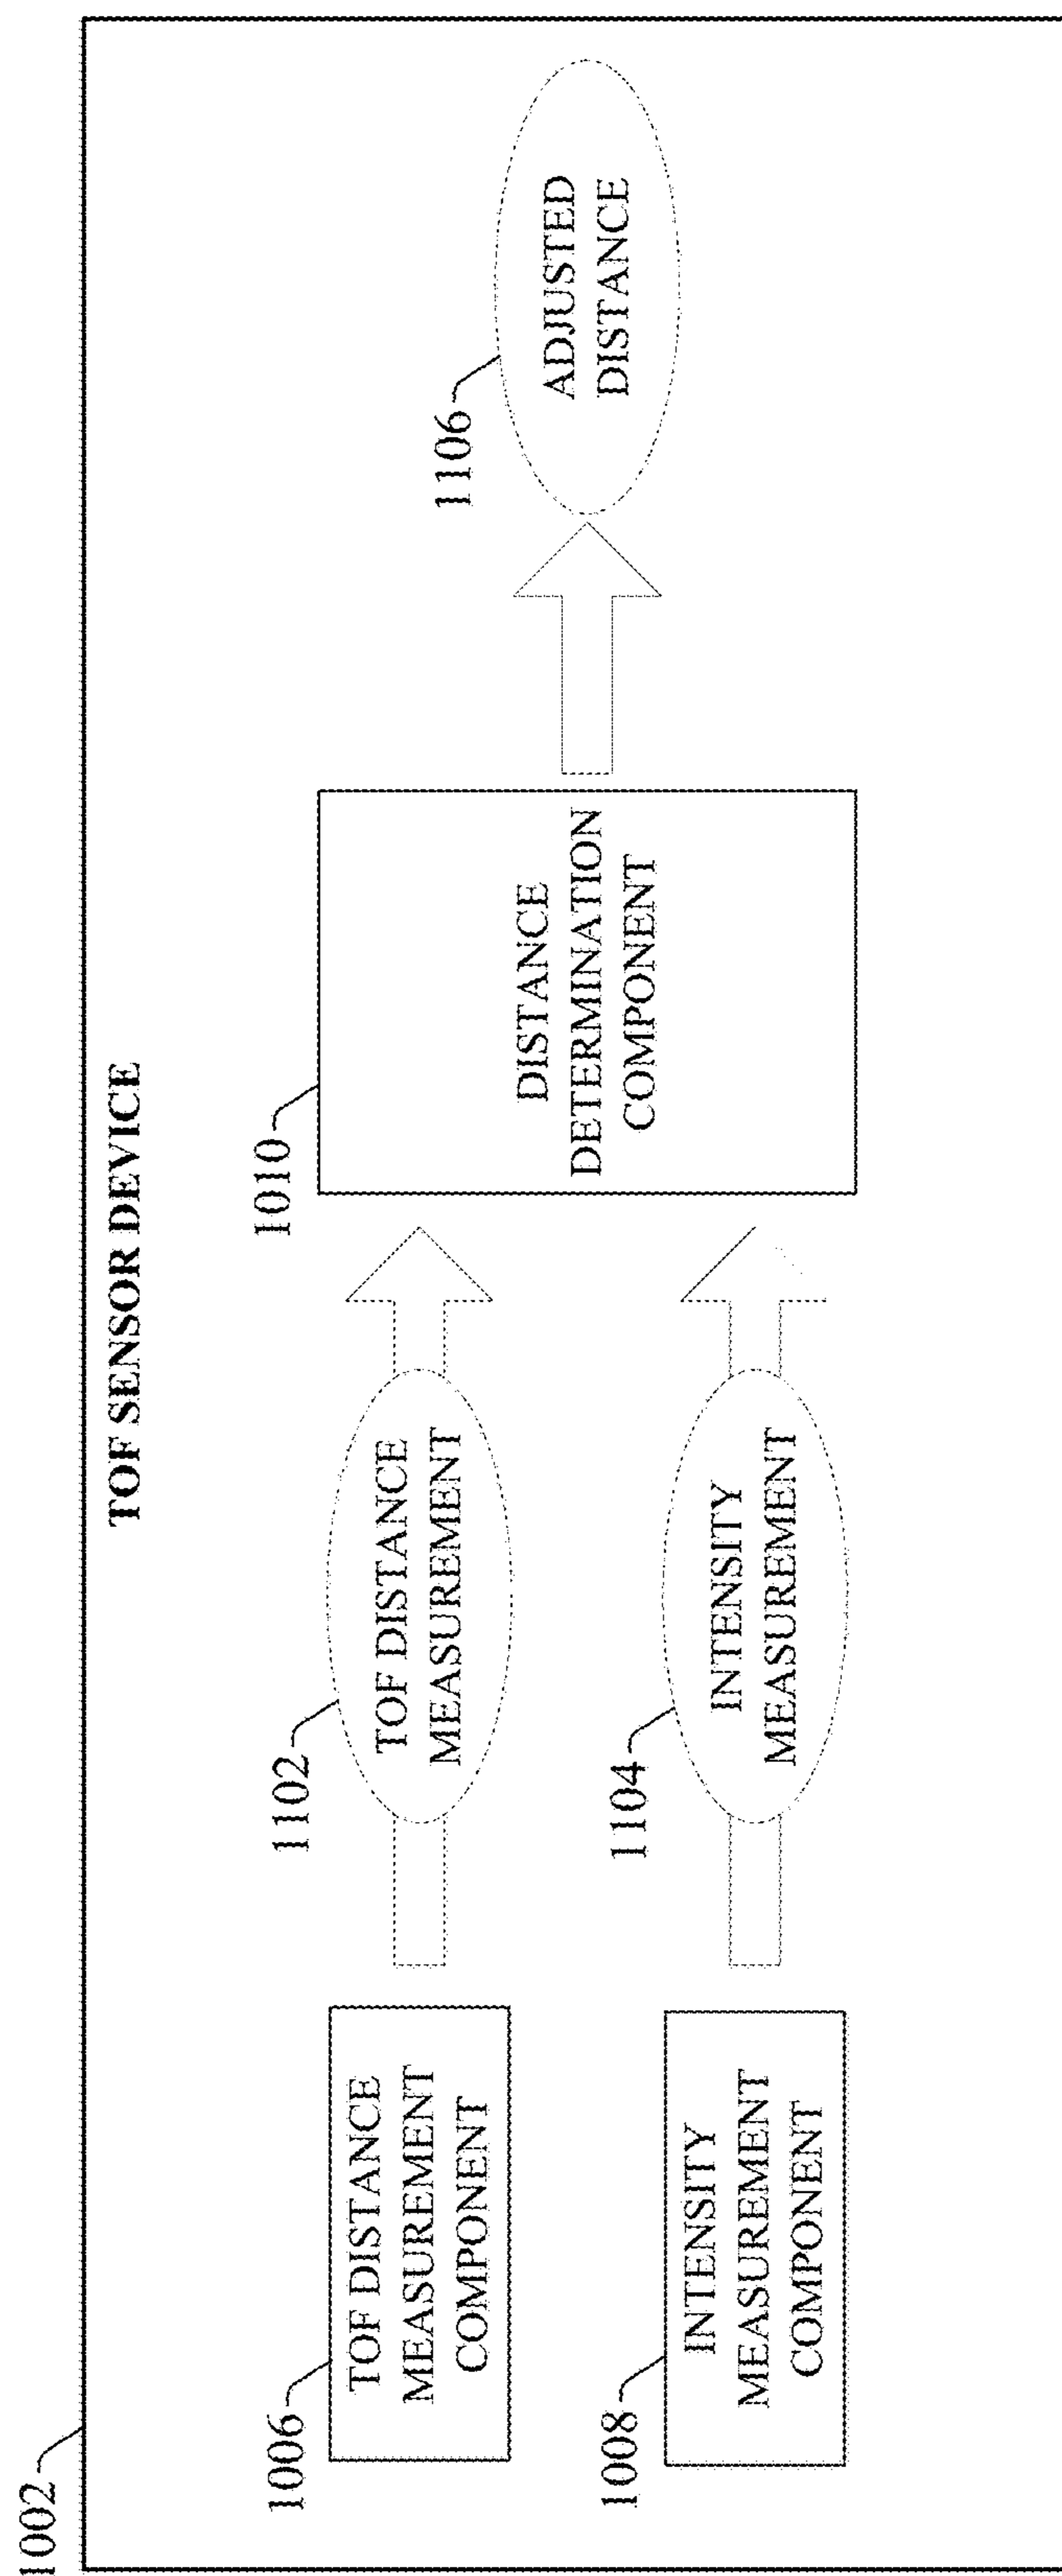 1002
TOF SENSOR DEVICE
1006
TOF DISTANCE
MEASUREMENT
COMPONENT
1102
TOF DISTANCE
MEASUREMENT
1008
INTENSITY
MEASUREMENT
COMPONENT
1104
INTENSITY
MEASUREMENT
1010
DISTANCE
DETERMINATION
COMPONENT
1106
ADJUSTED
DISTANCE